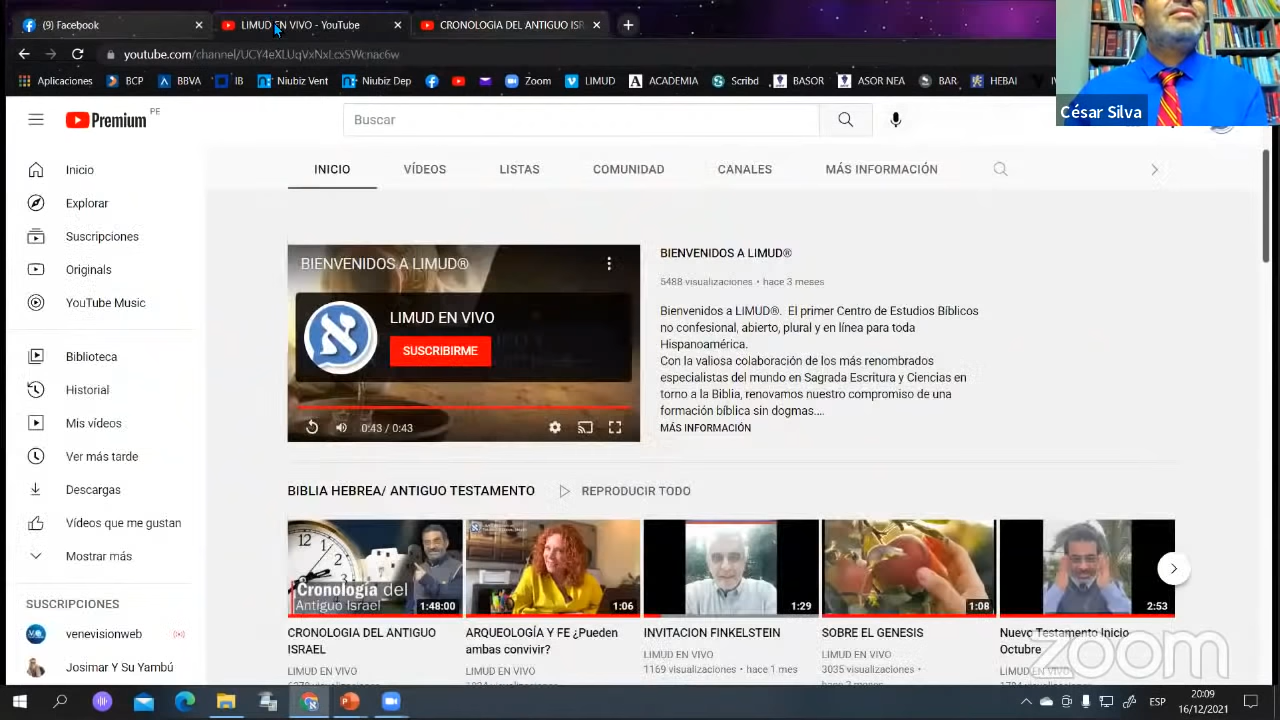 (9) Facebook
LIMUD EN VIVO - YouTube
CRONOLOGIA DEL ANTIGUO ISR
youtube.com/channel/
Aplicaciones
BCP
BBVA
IB
Niubiz Vent
Niubiz Dep
Zoom
LIMUD
ACADEMIA
Scribd
BASOR
ASOR NEA
BAR
HEBAI
César Silva
Premium
PE
Buscar
INICIO
VÍDEOS
LISTAS
COMUNIDAD
CANALES
MÁS INFORMACIÓN
Inicio
Explorar
Suscripciones
Originals
YouTube Music
Biblioteca
Historial
Mis vídeos
Ver más tarde
Descargas
Vídeos que me gustan
Mostrar más
SUSCRIPCIONES
venevisionweb
Josimar Y Su Yambú
BIENVENIDOS A LIMUD®
LIMUD EN VIVO
SUSCRIBIRME
0:43 / 0:43
BIENVENIDOS A LIMUD®
5488 visualizaciones • hace 3 meses
Bienvenidos a LIMUD®. El primer Centro de Estudios Bíblicos
no confesional, abierto, plural y en línea para toda
Hispanoamérica.
Con la valiosa colaboración de los más renombrados
especialistas del mundo en Sagrada Escritura y Ciencias en
torno a la Biblia, renovamos nuestro compromiso de una
formación bíblica sin dogmas....
MÁS INFORMACIÓN
BIBLIA HEBREA/ ANTIGUO TESTAMENTO
REPRODUCIR TODO
Cronología del
Antiguo Israel
1:48:00
CRONOLOGIA DEL ANTIGUO
ISRAEL
LIMUD EN VIVO
1:06
ARQUEOLOGÍA Y FE ¿Pueden
ambas convivir?
LIMUD EN VIVO
1:29
INVITACION FINKELSTEIN
LIMUD EN VIVO
1169 visualizaciones • hace 1 mes
1:08
SOBRE EL GENESIS
LIMUD EN VIVO
3035 visualizaciones •
hace 3 meses
2:53
Nuevo Testamento Inicio
Octubre
LIMUD EN VIVO
zoom
ESP
20:09
16/12/2021